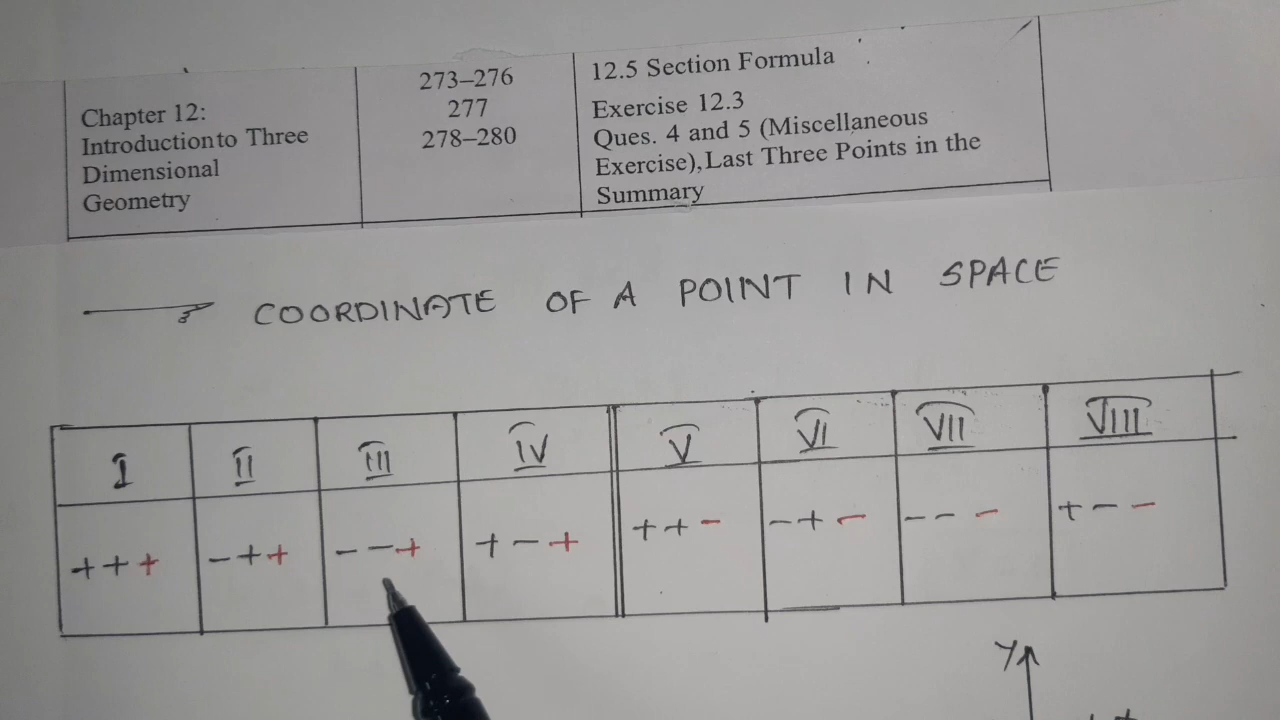 Chapter 12:
Introduction to Three
Dimensional
Geometry
273–276
277
278–280
12.5 Section Formula
Exercise 12.3
Ques. 4 and 5 (Miscellaneous
Exercise), Last Three Points in the
Summary
COORDINATE OF A POINT IN SPACE
I II III IV V VI VII VIII
+++ -++ --+ +-+ ++- -+- --- +--
Y